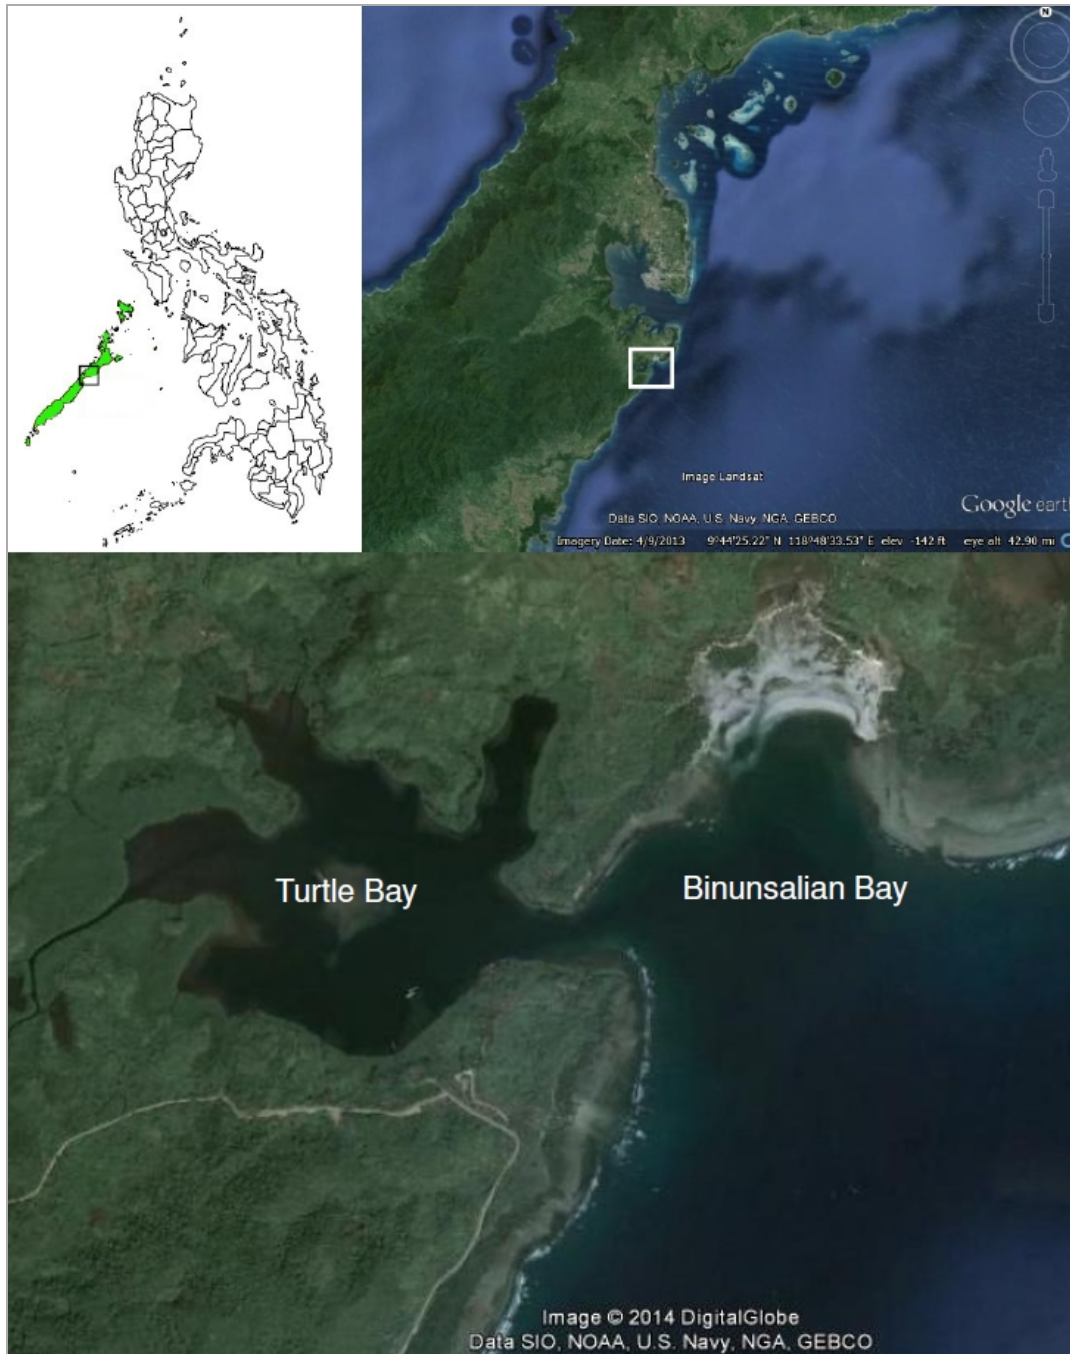 N
Image Landsat
Google earth
Data SIO, NOAA, U.S. Navy, NGA, GEBCO
Imagery Date: 4/9/2013 9°44'25.22" N 118°48'33.53" E elev -142 ft eye alt 42.90 mi
Turtle Bay
Binunsalian Bay
Image © 2014 DigitalGlobe
Data SIO, NOAA, U.S. Navy, NGA, GEBCO